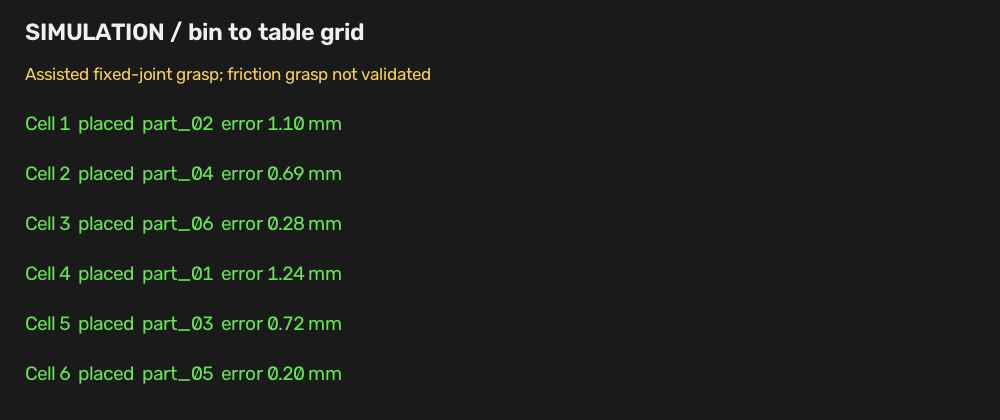 SIMULATION / bin to table grid
Assisted fixed-joint grasp; friction grasp not validated
Cell 1 placed part_02 error 1.10 mm
Cell 2 placed part_04 error 0.69 mm
Cell 3 placed part_06 error 0.28 mm
Cell 4 placed part_01 error 1.24 mm
Cell 5 placed part_03 error 0.72 mm
Cell 6 placed part_05 error 0.20 mm